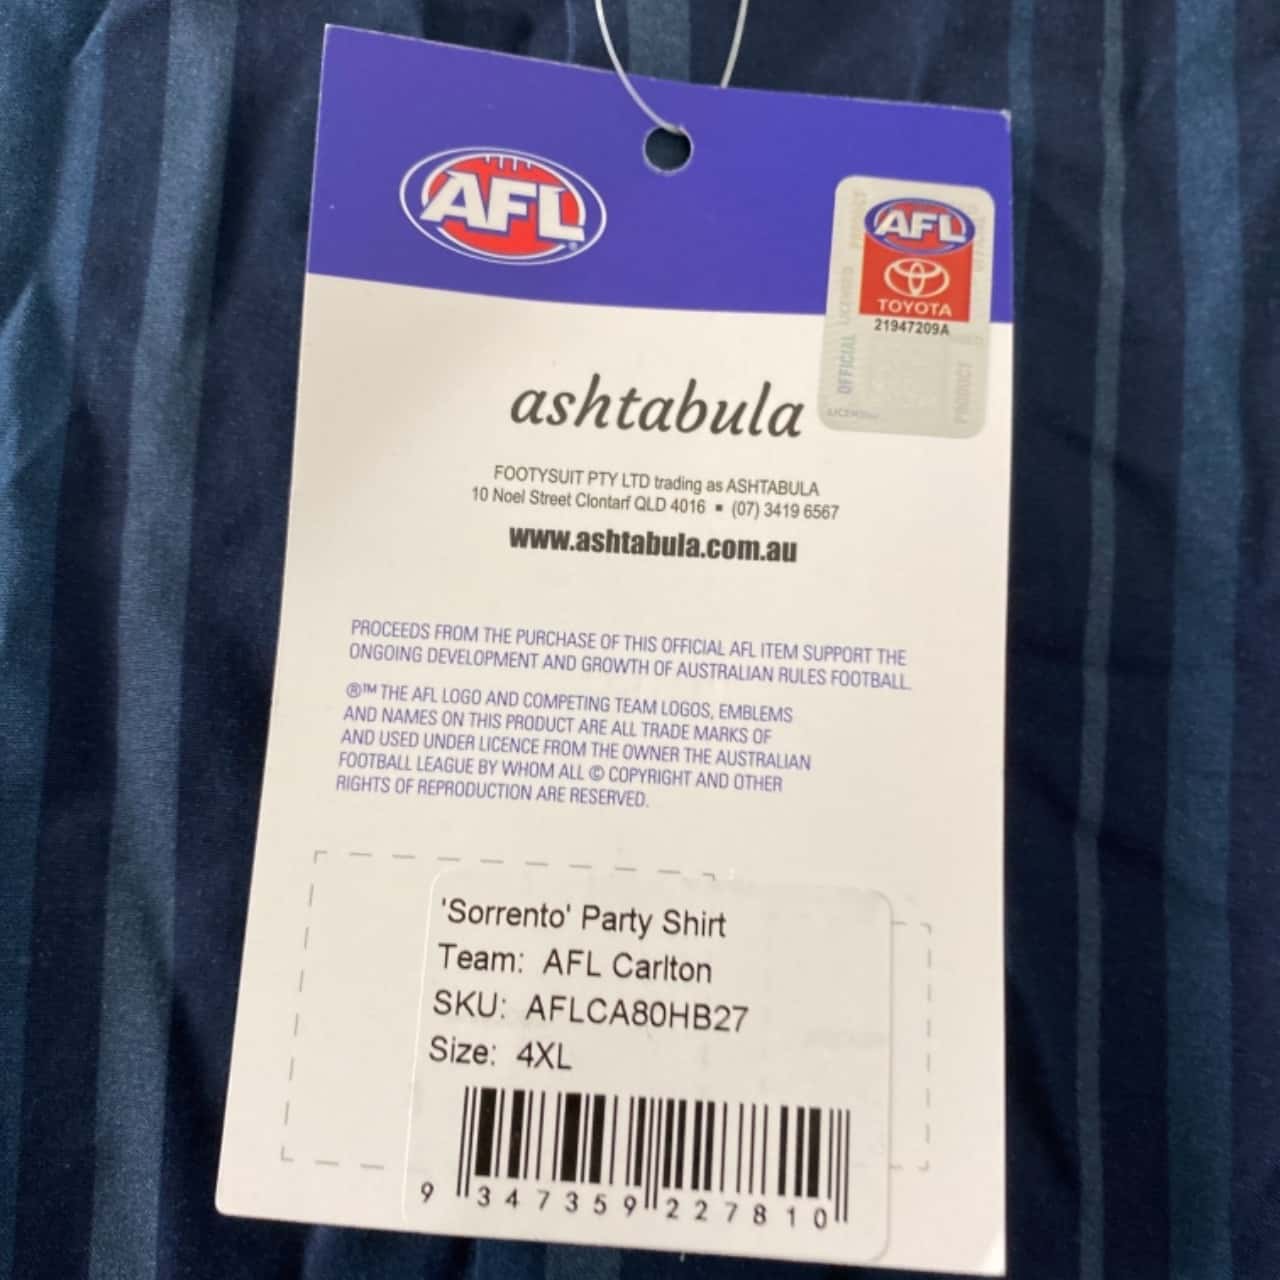 AFL
®
AFL
TOYOTA
21947209A
OFFICIAL LICENSED PRODUCT
PRODUCT
ashtabula
FOOTYSUIT PTY LTD trading as ASHTABULA
10 Noel Street Clontarf QLD 4016 ▪ (07) 3419 6567
www.ashtabula.com.au
PROCEEDS FROM THE PURCHASE OF THIS OFFICIAL AFL ITEM SUPPORT THE
ONGOING DEVELOPMENT AND GROWTH OF AUSTRALIAN RULES FOOTBALL.
®™ THE AFL LOGO AND COMPETING TEAM LOGOS, EMBLEMS
AND NAMES ON THIS PRODUCT ARE ALL TRADE MARKS OF
AND USED UNDER LICENCE FROM THE OWNER THE AUSTRALIAN
FOOTBALL LEAGUE BY WHOM ALL © COPYRIGHT AND OTHER
RIGHTS OF REPRODUCTION ARE RESERVED.
'Sorrento' Party Shirt
Team: AFL Carlton
SKU: AFLCA80HB27
Size: 4XL
9 347359 227810